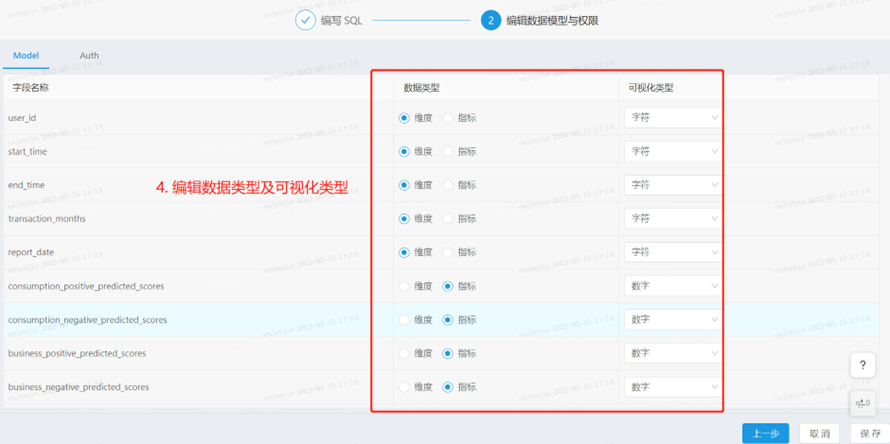 编写 SQL
2 编辑数据模型与权限
Model Auth
字段名称 数据类型 可视化类型
user_id 维度 指标 字符
start_time 维度 指标 字符
end_time 维度 指标 字符
4. 编辑数据类型及可视化类型
transaction_months 维度 指标 字符
report_date 维度 指标 字符
consumption_positive_predicted_scores 维度 指标 数字
consumption_negative_predicted_scores 维度 指标 数字
business_positive_predicted_scores 维度 指标 数字
business_negative_predicted_scores 维度 指标 数字
?
上一步 取消 保存